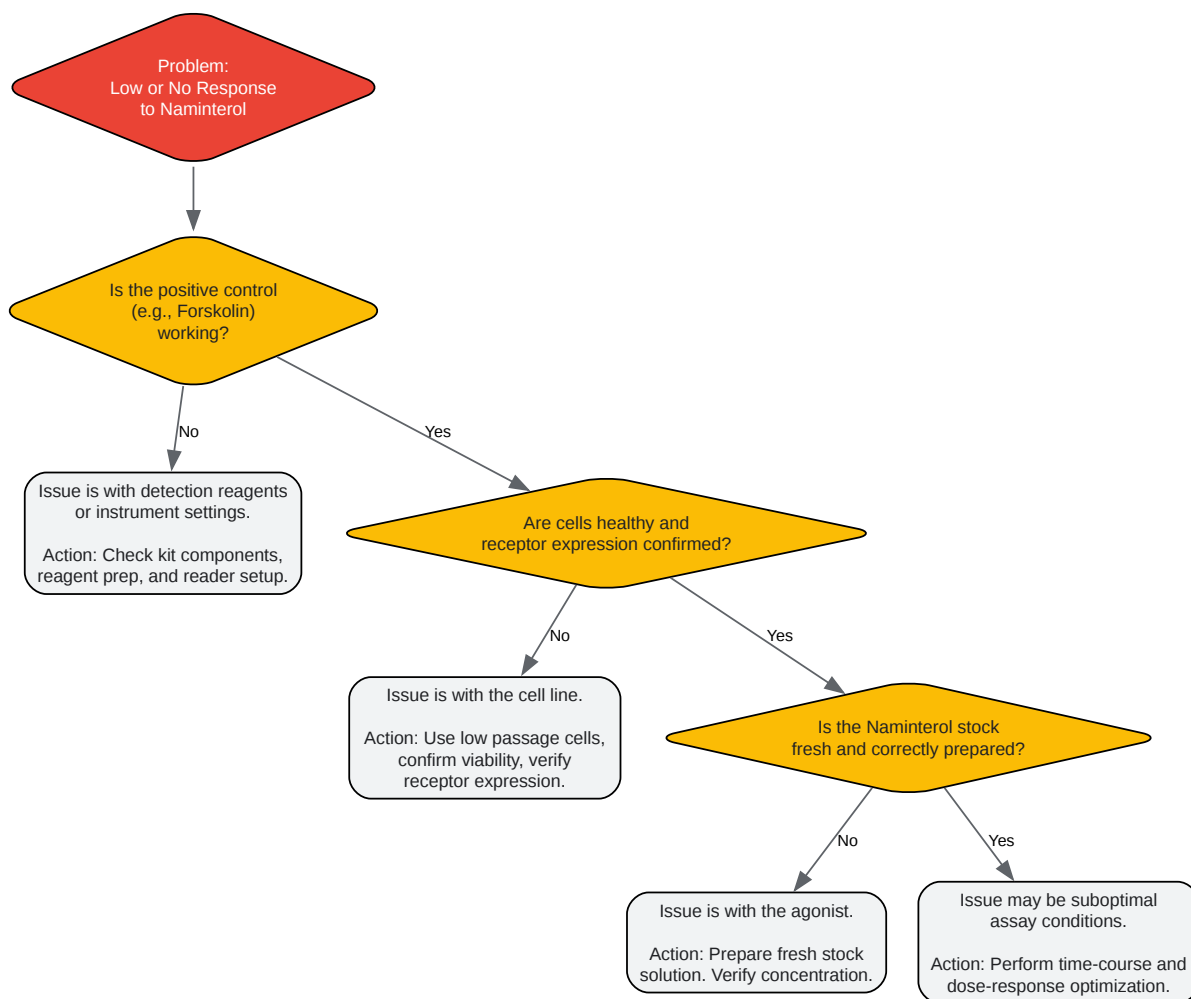 Problem:
Low or No Response
to Naminterol
Is the positive control
(e.g., Forskolin)
working?
No
Yes
Issue is with detection reagents
or instrument settings.
Action: Check kit components,
reagent prep, and reader setup.
Are cells healthy and
receptor expression confirmed?
No
Yes
Issue is with the cell line.
Action: Use low passage cells,
confirm viability, verify
receptor expression.
Is the Naminterol stock
fresh and correctly prepared?
No
Yes
Issue is with the agonist.
Action: Prepare fresh stock
solution. Verify concentration.
Issue may be suboptimal
assay conditions.
Action: Perform time-course and
dose-response optimization.